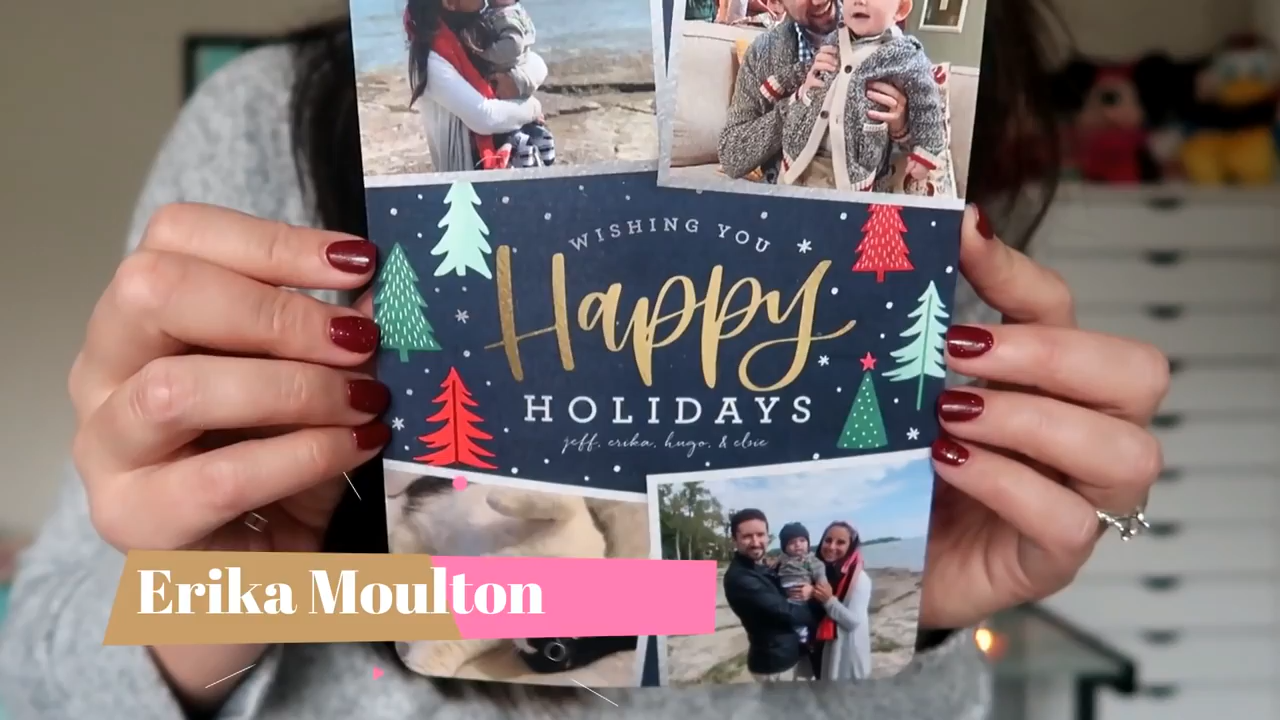 WISHING YOU
Happy
HOLIDAYS
jeff, erika, hugo, & elsie
Erika Moulton